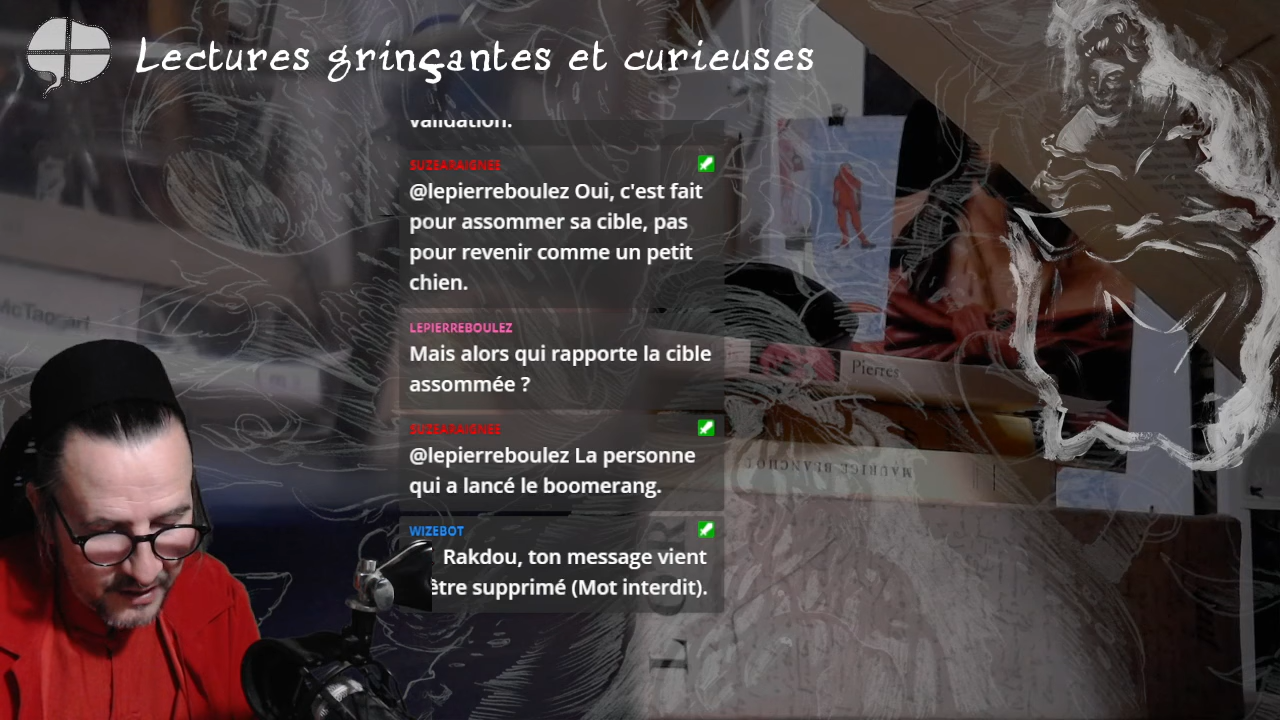 Lectures grinçantes et curieuses
validation.
SUZEARAIGNEE
@lepierreboulez Oui, c'est fait
pour assommer sa cible, pas
pour revenir comme un petit
chien.
LEPIERREBOULEZ
Mais alors qui rapporte la cible
assommée ?
SUZEARAIGNEE
@lepierreboulez La personne
qui a lancé le boomerang.
WIZEBOT
Rakdou, ton message vient
être supprimé (Mot interdit).
McTaggart
Pierres
MAURICE BLANCHOT